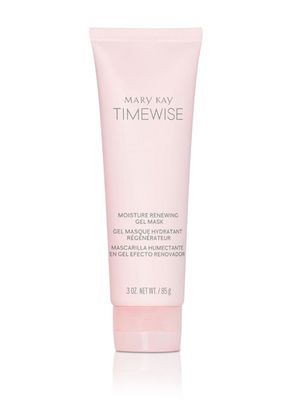 MARY KAY
TIMEWISE
MOISTURE RENEWING
GEL MASK
GEL MASQUE HYDRATANT
RÉGÉNÉRATEUR
MASCARILLA HUMECTANTE
EN GEL EFECTO RENOVADOR
3 OZ. NET WT. / 85 g